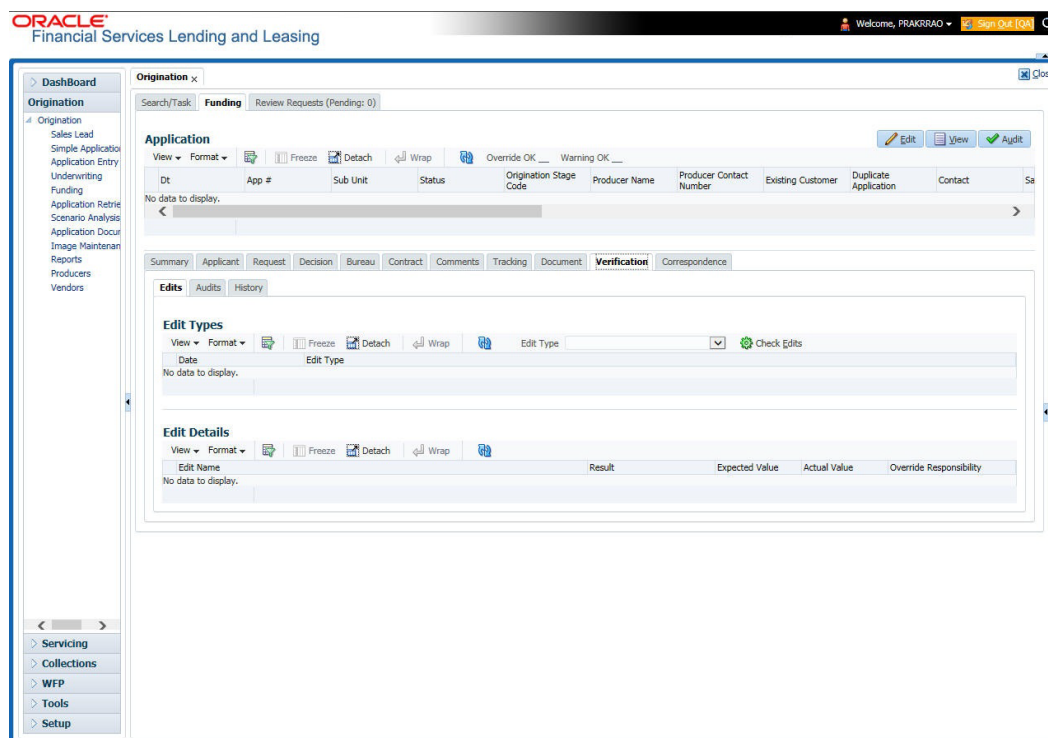 ORACLE
Financial Services Lending and Leasing
Welcome, PRAKRRAO
Sign Out [QA]
DashBoard
Origination
Origination
Sales Lead
Simple Applicatio
Application Entry
Underwriting
Funding
Application Retrie
Scenario Analysis
Application Docur
Image Maintenan
Reports
Producers
Vendors
Servicing
Collections
WFP
Tools
Setup
Origination
Clos
Search/Task Funding Review Requests (Pending: 0)
Application
Edit View Audit
View Format Freeze Detach Wrap Override OK __ Warning OK __
Dt App # Sub Unit Status Origination Stage Code Producer Name Producer Contact Number Existing Customer Duplicate Application Contact Sa
No data to display.
Summary Applicant Request Decision Bureau Contract Comments Tracking Document Verification Correspondence
Edits Audits History
Edit Types
View Format Freeze Detach Wrap Edit Type Check Edits
Date Edit Type
No data to display.
Edit Details
View Format Freeze Detach Wrap
Edit Name Result Expected Value Actual Value Override Responsibility
No data to display.